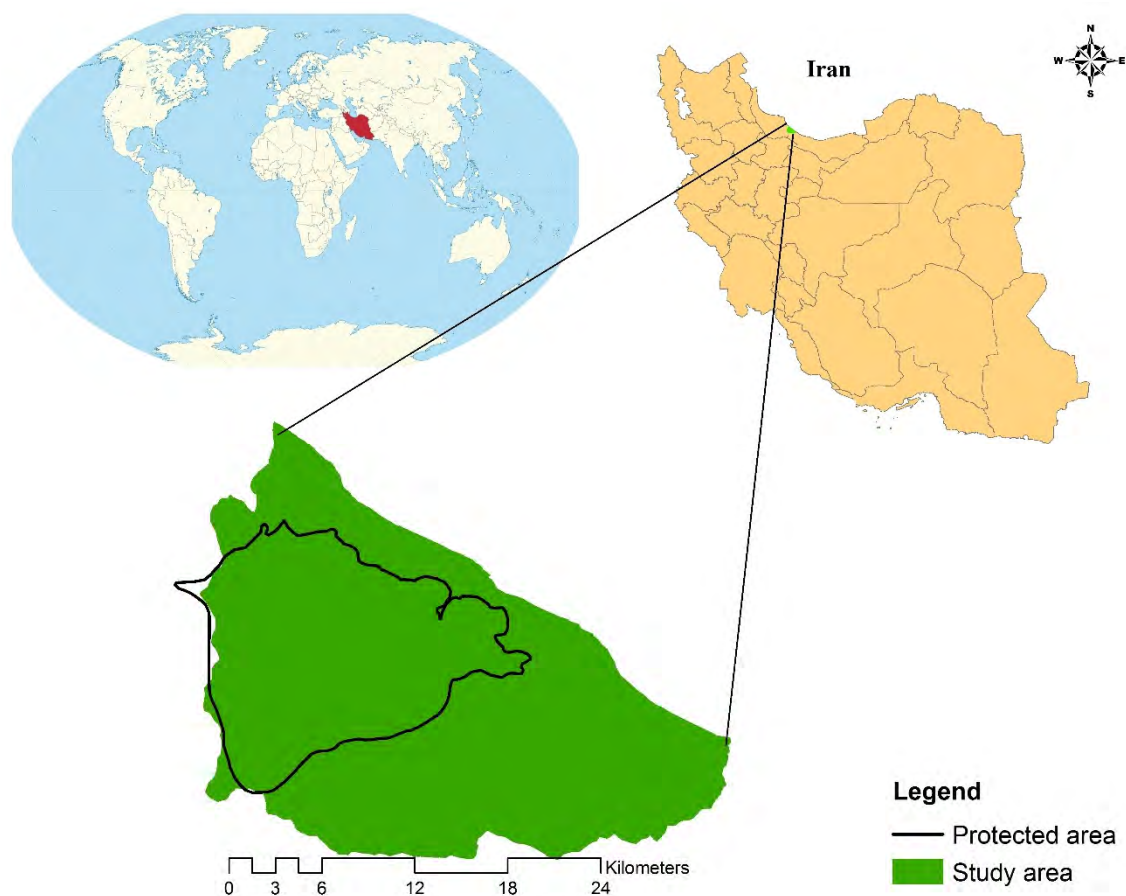 Iran
N
W E
S
Kilometers
0 3 6 12 18 24
Legend
Protected area
Study area